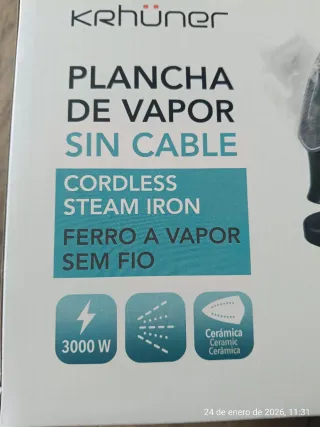 KRHÜNER
PLANCHA
DE VAPOR
SIN CABLE
CORDLESS
STEAM IRON
FERRO A VAPOR
SEM FIO
3000 W
Cerámica
Ceramic
Cerâmica
24 de enero de 2026, 11:31